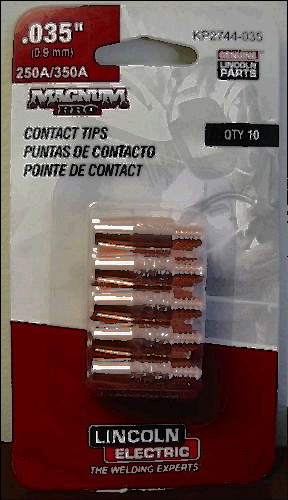 .035"
(0.9 mm)
250A/350A
KP2744-035
GENUINE
LINCOLN
PARTS
MAGNUM
PRO
CONTACT TIPS
PUNTAS DE CONTACTO
POINTE DE CONTACT
QTY 10
LINCOLN
ELECTRIC
THE WELDING EXPERTS